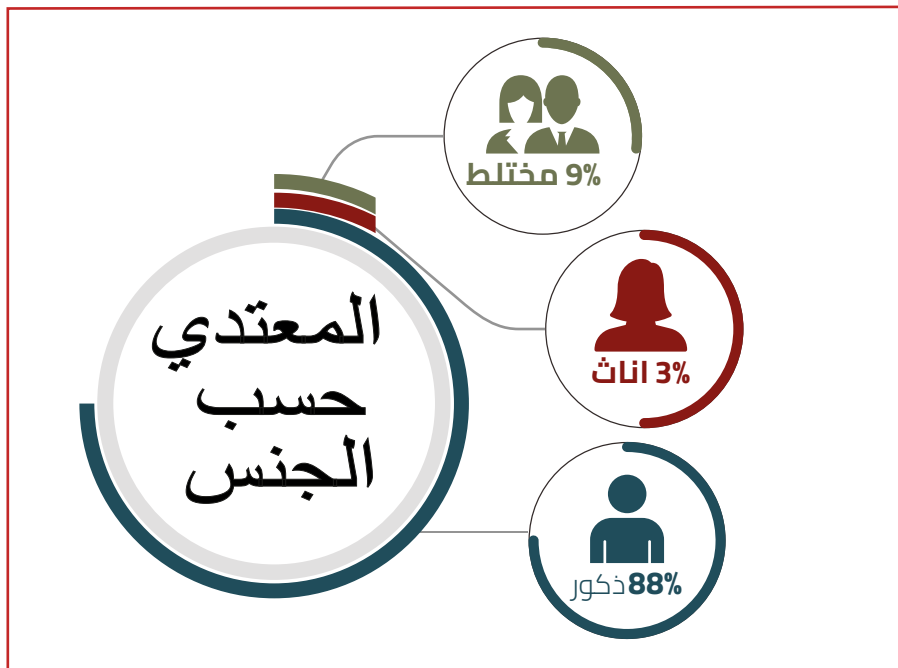 9% مختلط
3% اناث
المعتدي
حسب
الجنس
88% ذكور